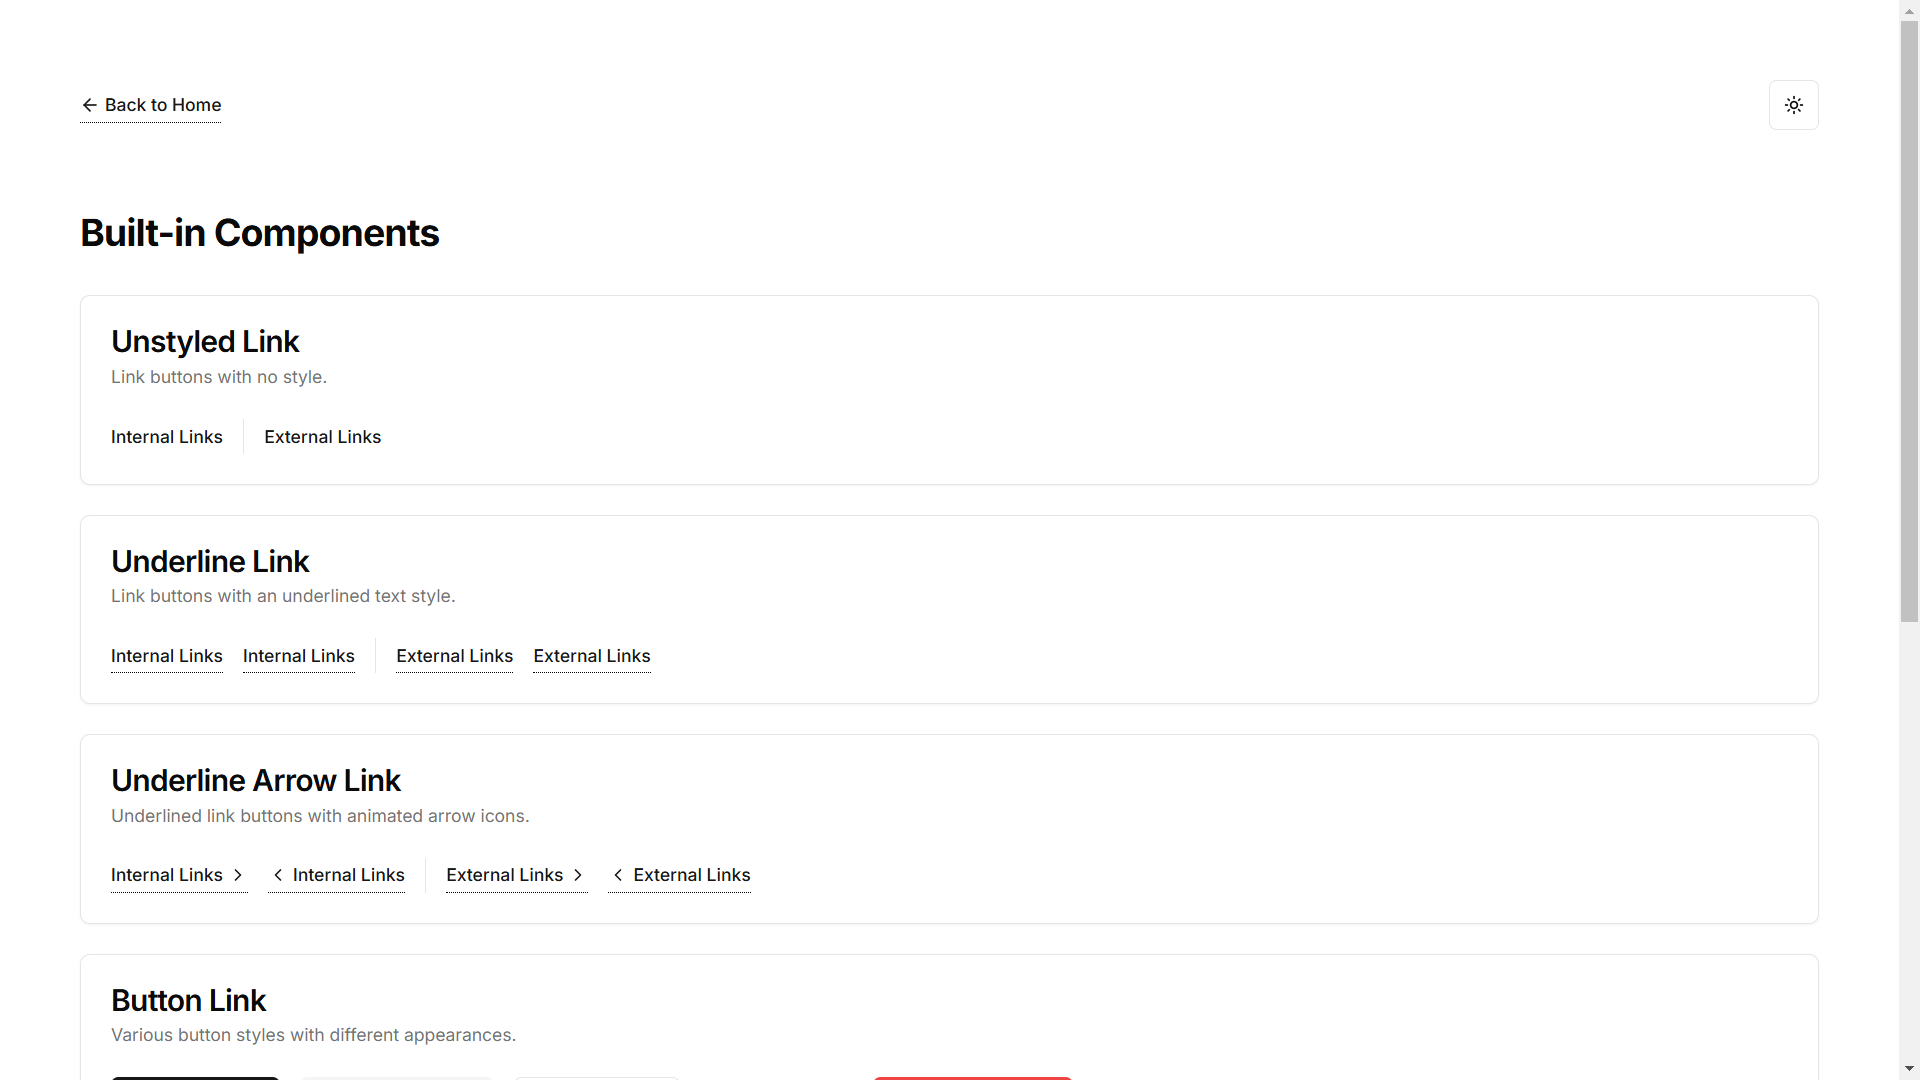 Back to Home
Built-in Components
Unstyled Link
Link buttons with no style.
Internal Links External Links
Underline Link
Link buttons with an underlined text style.
Internal Links Internal Links External Links External Links
Underline Arrow Link
Underlined link buttons with animated arrow icons.
Internal Links Internal Links External Links External Links
Button Link
Various button styles with different appearances.